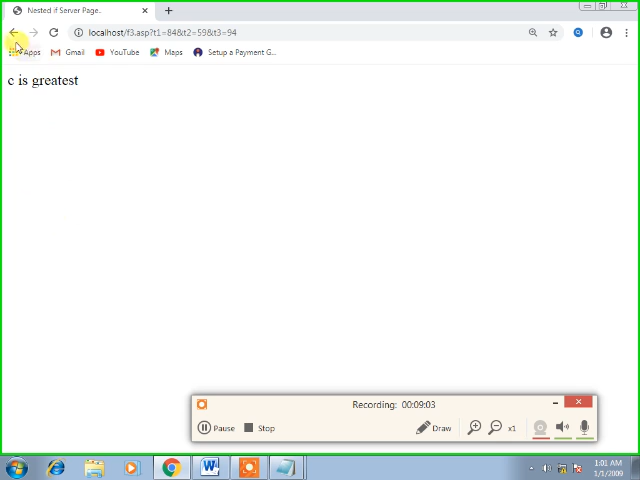 Nested if Server Page.
localhost/f3.asp?t1=84&t2=59&t3=94
Apps
Gmail
YouTube
Maps
Setup a Payment G...
c is greatest
Recording: 00:09:03
Pause
Stop
Draw
x1
1:01 AM
1/1/2009